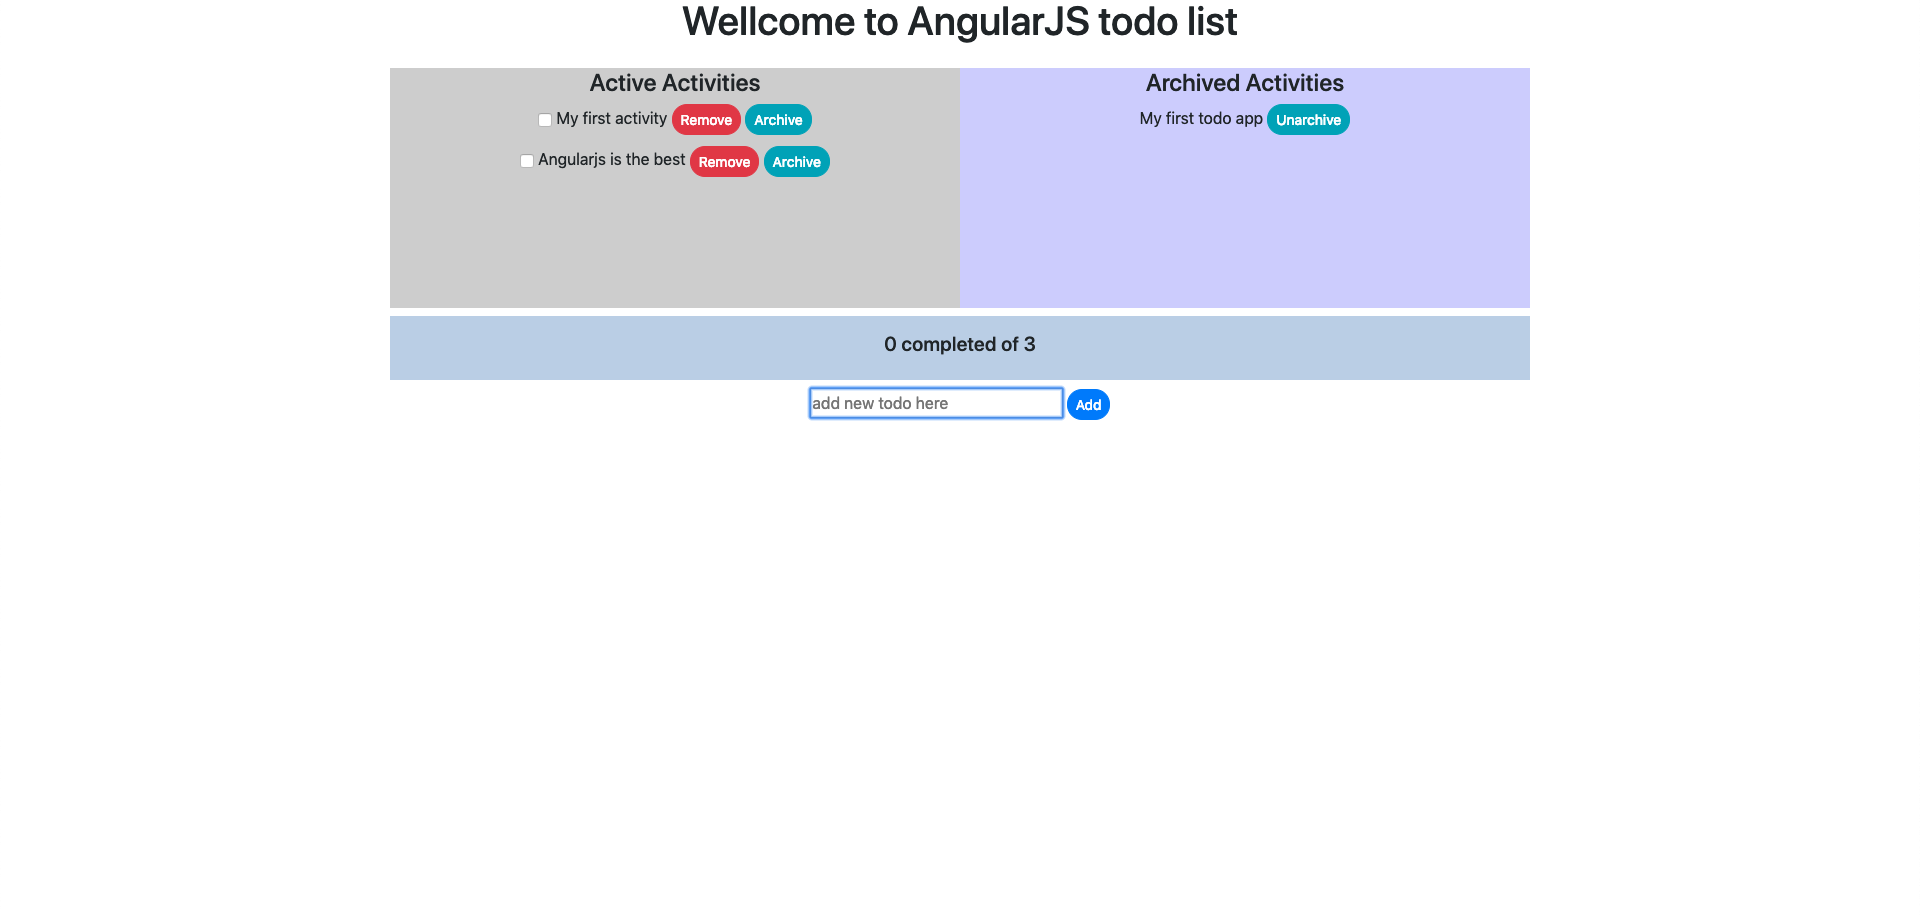 Wellcome to AngularJS todo list
Active Activities
My first activity Remove Archive
Angularjs is the best Remove Archive
Archived Activities
My first todo app Unarchive
0 completed of 3
add new todo here Add